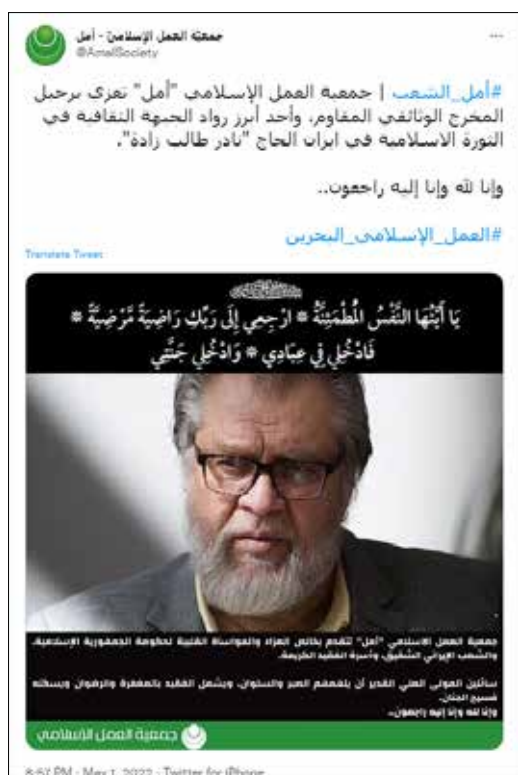 جمعية العمل الإسلامي - أمل
@AmalSociety
#أمل_الشعب | جمعية العمل الإسلامي "أمل" تعزي برحيل
المخرج الوثائقي المقاوم، وأحد أبرز رواد الجبهة الثقافية في
الثورة الاسلامية في ايران الحاج "نادر طالب زادة".
وإنا لله وإنا إليه راجعون..
#العمل_الإسلامي_البحرين
Translate Tweet
يَا أَيَّتُهَا النَّفْسُ الْمُطْمَئِنَّةُ * ارْجِعِي إِلَى رَبِّكِ رَاضِيَةً مَّرْضِيَّةً *
فَادْخُلِي فِي عِبَادِي * وَادْخُلِي جَنَّتِي
جمعية العمل الإسلامي "أمل" تتقدم بخالص العزاء والمواساة القلبية لحكومة الجمهورية الإسلامية،
والشعب الإيراني الشقيق، وأسرة الفقيد الكريمة.
سائلين المولى العلي القدير أن يلهمهم الصبر والسلوان، ويشمل الفقيد بالمغفرة والرضوان ويسكنه
فسيح الجنان.
وإنا لله وإنا إليه راجعون..
جمعية العمل الإسلامي
8:57 PM · May 1, 2022 · Twitter for iPhone